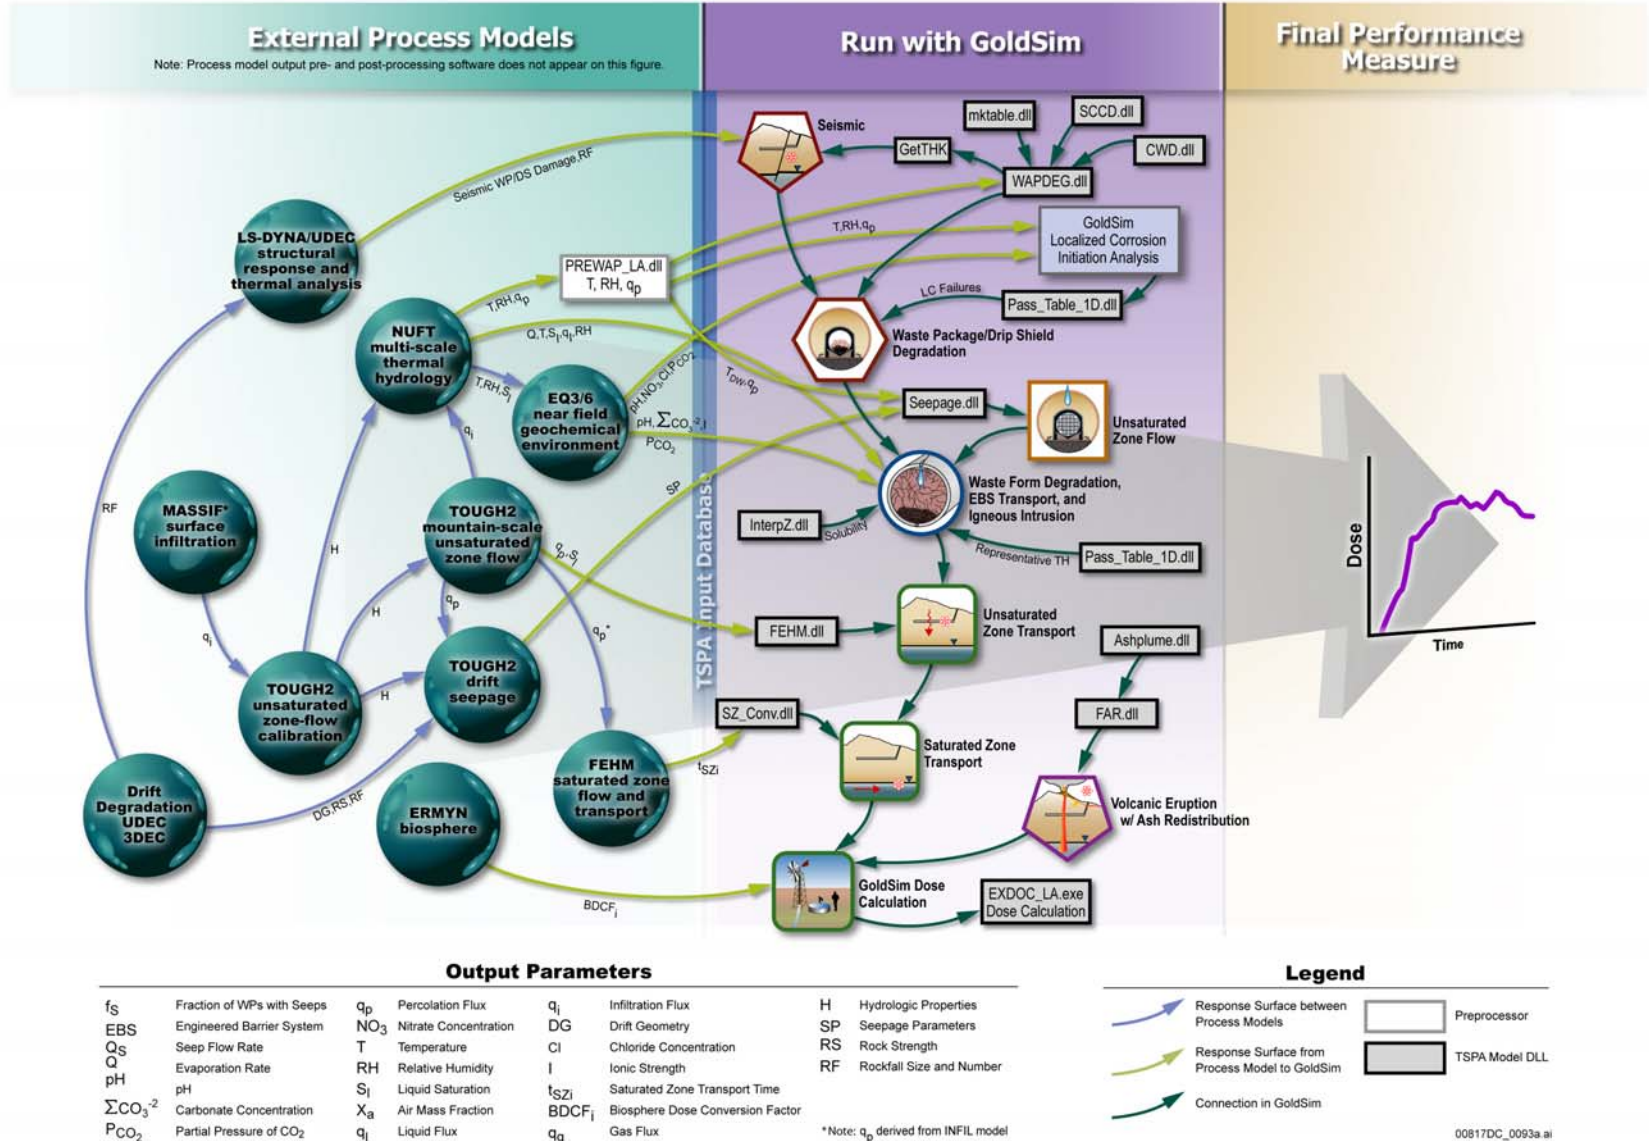 External Process Models
Note: Process model output pre- and post-processing software does not appear on this figure.
Run with GoldSim
Final Performance
Measure
Seismic
mktable.dll
SCCD.dll
GetTHK
CWD.dll
WAPDEG.dll
Seismic WP/DS Damage,RF
LS-DYNA/UDEC
structural
response and
thermal analysis
PREWAP_LA.dll
T, RH, qp
T,RH,qp
GoldSim
Localized Corrosion
Initiation Analysis
T,RH,qp
LC Failures
Pass_Table_1D.dll
NUFT
multi-scale
thermal
hydrology
Q,T,Sl,ql,RH
Waste Package/Drip Shield
Degradation
T,RH,Sl
EQ3/6
near field
geochemical
environment
pH,NO3,Cl,PCO2
TDW,qp
pH,ΣCO3-2,I
PCO2
Seepage.dll
Unsaturated
Zone Flow
ql
RF
MASSIF*
surface
infiltration
TOUGH2
mountain-scale
unsaturated
zone flow
SP
TSPA Input Database
InterpZ.dll
Solubility
Waste Form Degradation,
EBS Transport, and
Igneous Intrusion
Representative TH
Pass_Table_1D.dll
Dose
Time
H
qp,Sl
H
qp
qp*
qi
FEHM.dll
Unsaturated
Zone Transport
Ashplume.dll
TOUGH2
unsaturated
zone-flow
calibration
H
TOUGH2
drift
seepage
SZ_Conv.dll
FAR.dll
Saturated Zone
Transport
tSZi
FEHM
saturated zone
flow and
transport
Drift
Degradation
UDEC
3DEC
DG,RS,RF
ERMYN
biosphere
Volcanic Eruption
w/ Ash Redistribution
BDCFi
GoldSim Dose
Calculation
EXDOC_LA.exe
Dose Calculation
Output Parameters
fS Fraction of WPs with Seeps
EBS Engineered Barrier System
QS Seep Flow Rate
Q Evaporation Rate
pH pH
ΣCO3-2 Carbonate Concentration
PCO2 Partial Pressure of CO2
qp Percolation Flux
NO3 Nitrate Concentration
T Temperature
RH Relative Humidity
Sl Liquid Saturation
Xa Air Mass Fraction
ql Liquid Flux
qi Infiltration Flux
DG Drift Geometry
Cl Chloride Concentration
I Ionic Strength
tSZi Saturated Zone Transport Time
BDCFi Biosphere Dose Conversion Factor
qg Gas Flux
H Hydrologic Properties
SP Seepage Parameters
RS Rock Strength
RF Rockfall Size and Number
*Note: qp derived from INFIL model
Legend
Response Surface between
Process Models
Response Surface from
Process Model to GoldSim
Connection in GoldSim
Preprocessor
TSPA Model DLL
00817DC_0093a.ai